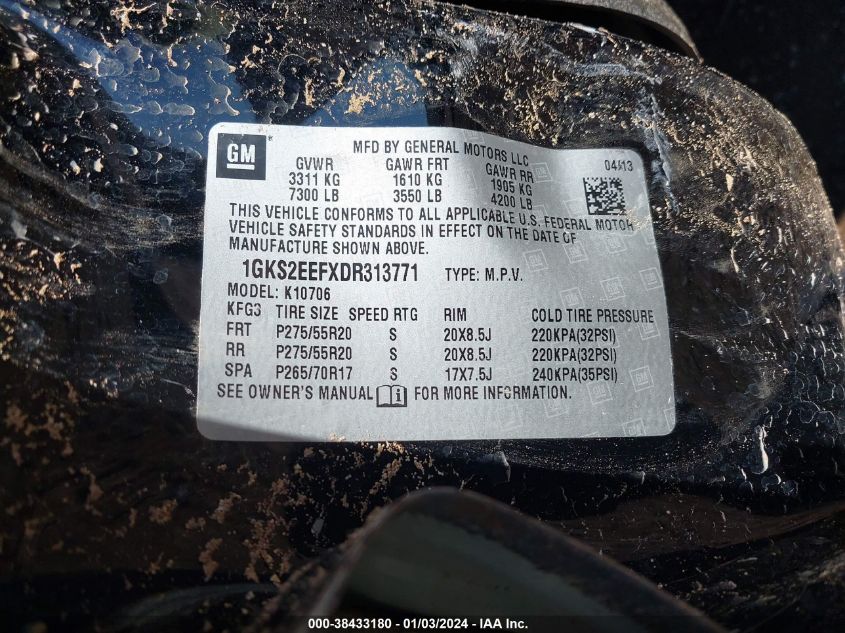 GM
MFD BY GENERAL MOTORS LLC
04/13
GVWR GAWR FRT GAWR RR
3311 KG 1610 KG 1905 KG
7300 LB 3550 LB 4200 LB
THIS VEHICLE CONFORMS TO ALL APPLICABLE U.S. FEDERAL MOTOR
VEHICLE SAFETY STANDARDS IN EFFECT ON THE DATE OF
MANUFACTURE SHOWN ABOVE.
1GKS2EEFXDR313771 TYPE: M.P.V.
MODEL: K10706
KFG3 TIRE SIZE SPEED RTG RIM COLD TIRE PRESSURE
FRT P275/55R20 S 20X8.5J 220KPA(32PSI)
RR P275/55R20 S 20X8.5J 220KPA(32PSI)
SPA P265/70R17 S 17X7.5J 240KPA(35PSI)
SEE OWNER'S MANUAL FOR MORE INFORMATION.
000-38433180 - 01/03/2024 - IAA Inc.